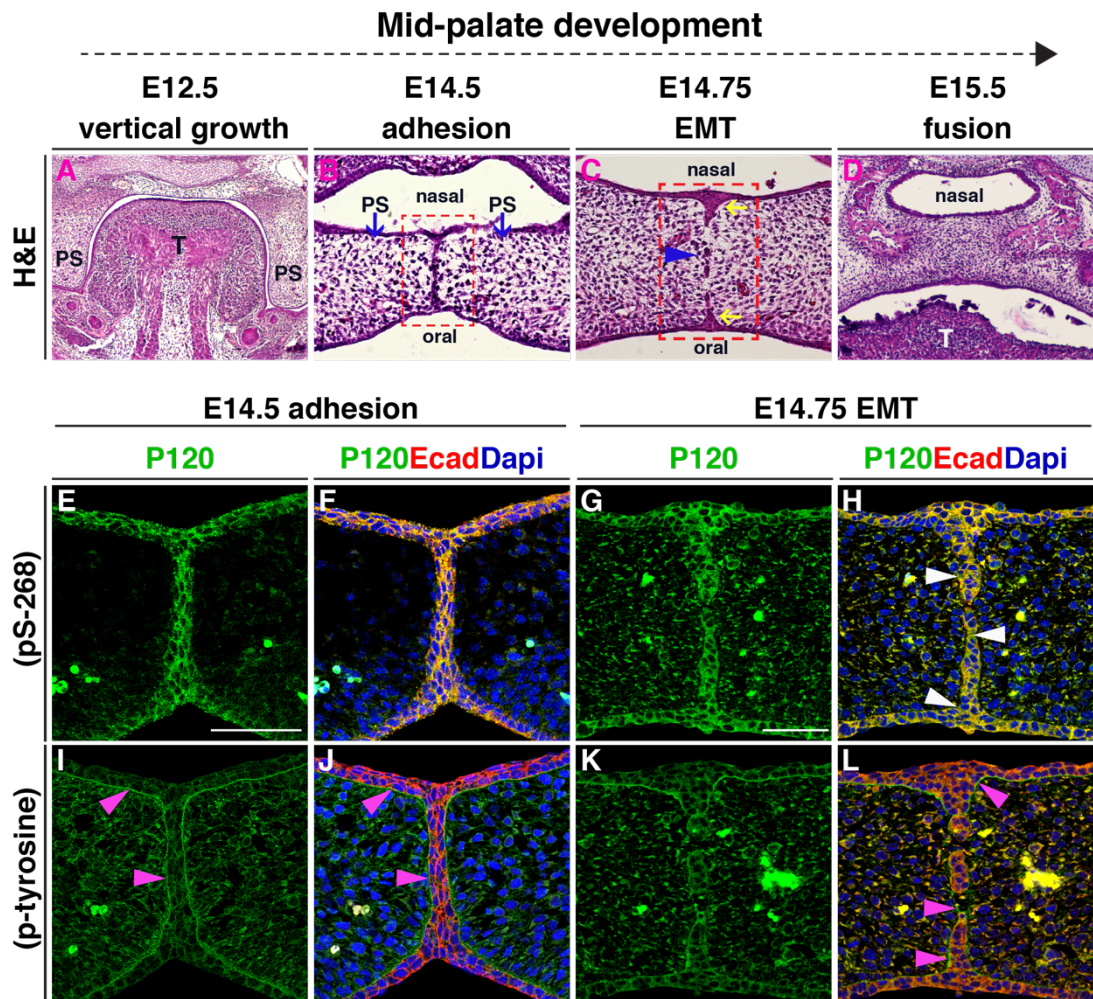 Mid-palate development
E12.5 E14.5 E14.75 E15.5
vertical growth adhesion EMT fusion
H&E
A B C D
nasal nasal nasal
PS PS
T
PS PS
oral oral
T
E14.5 adhesion E14.75 EMT
P120 P120EcadDapi P120 P120EcadDapi
(pS-268)
E F G H
(p-tyrosine)
I J K L